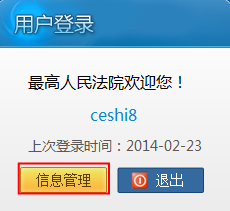 用户登录
最高人民法院欢迎您！
ceshi8
上次登录时间：2014-02-23
信息管理 退出